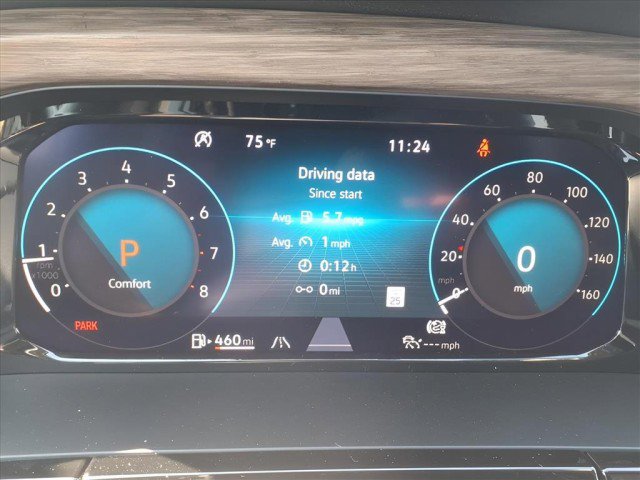 75°F 11:24
Driving data
Since start
Avg. 5.7 mpg
Avg. 1 mph
0:12 h
0 mi
25
0 1 2 3 4 5 6 7 8
rpm
x1000
P
Comfort
PARK
0 20 40 60 80 100 120 140 160
0
mph
460 mi
--- mph